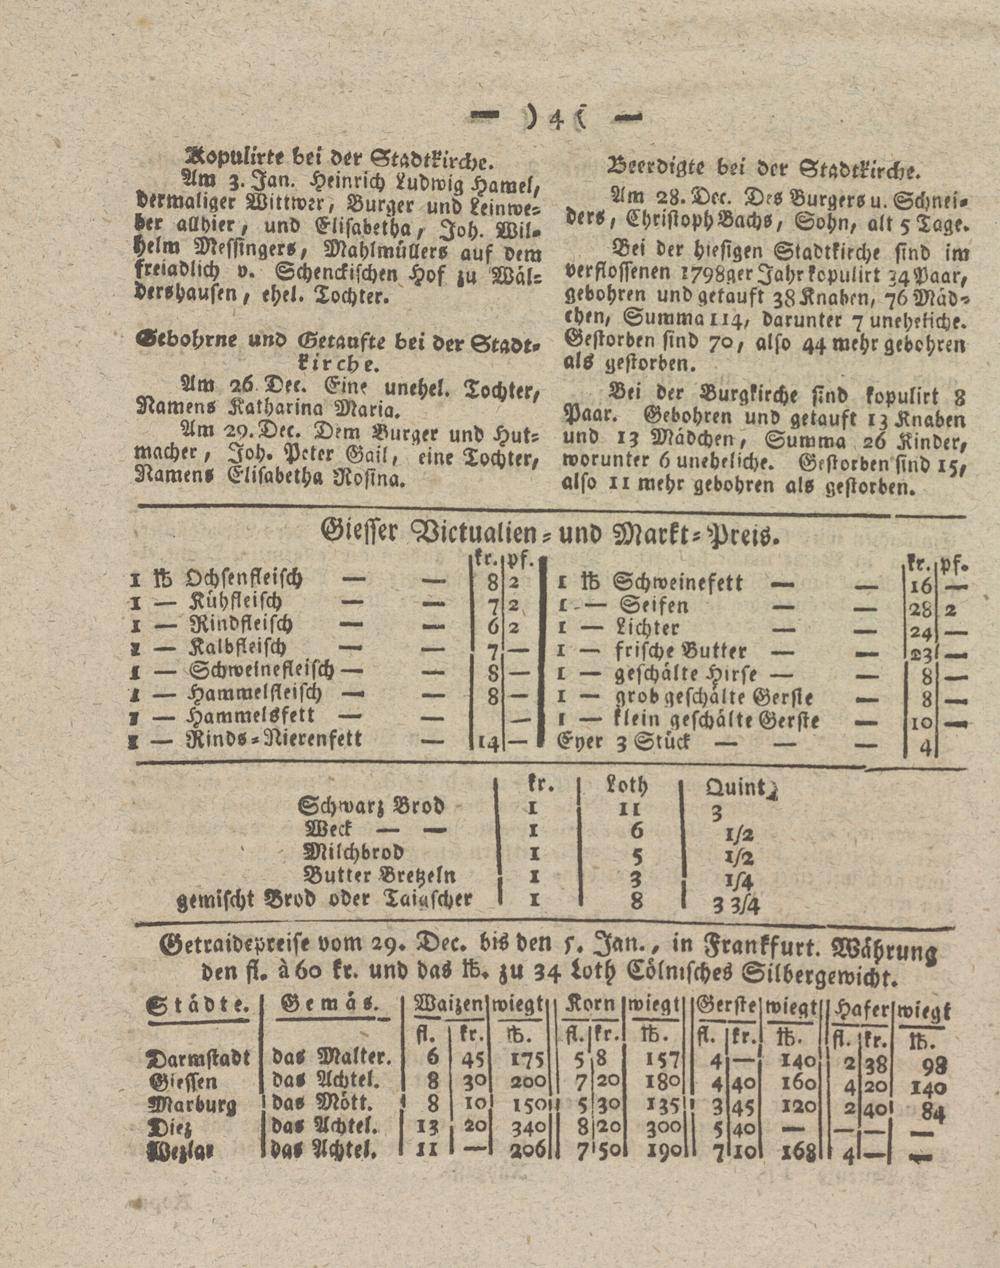 — )4( —
Kopulirte bei der Stadtkirche.
Am 3. Jan. Heinrich Ludwig Hamel,
dermaliger Wittwer, Burger und Leinwe-
ber allhier, und Elisabetha, Joh. Wil-
helm Messingers, Mahlmüllers auf dem
freiadlich v. Schenckischen Hof zu Wäl-
dershausen, ehel. Tochter.
Gebohrne und Getaufte bei der Stadt-
kirche.
Am 26. Dec. Eine unehel. Tochter,
Namens Katharina Maria.
Am 29. Dec. Dem Burger und Hut-
macher, Joh. Peter Gail, eine Tochter,
Namens Elisabetha Rosina.
Beerdigte bei der Stadtkirche.
Am 28. Dec. Des Burgers u. Schnei-
ders, Christoph Bachs, Sohn, alt 5 Tage.
Bei der hiesigen Stadtkirche sind im
verflossenen 1798ger Jahr kopulirt 34 Paar,
gebohren und getauft 38 Knaben, 76 Mäd-
chen, Summa 114, darunter 7 uneheliche.
Gestorben sind 70, also 44 mehr gebohren
als gestorben.
Bei der Burgkirche sind kopulirt 8
Paar. Gebohren und getauft 13 Knaben
und 13 Mädchen, Summa 26 Kinder,
worunter 6 uneheliche. Gestorben sind 15,
also 11 mehr gebohren als gestorben.
Giesser Victualien- und Markt-Preis.
kr. pf.
1 ℔ Ochsenfleisch — — 8 2
1 — Kühfleisch — — 7 2
1 — Rindfleisch — — 6 2
1 — Kalbfleisch — — 7 —
1 — Schweinefleisch — — 8 —
1 — Hammelfleisch — — 8 —
1 — Hammelsfett — —
1 — Rinds-Nierenfett — 14 —
kr. pf.
1 ℔ Schweinefett — — 16 —
1 — Seifen — — 28 2
1 — Lichter — — 24 —
1 — frische Butter — — 23 —
1 — geschälte Hirse — — 8 —
1 — grob geschälte Gerste — 8 —
1 — klein geschälte Gerste — 10 —
Eyer 3 Stück — — — 4
kr. Loth Quint
Schwarz Brod 1 11 3
Weck — — 1 6 1/2
Milchbrod 1 5 1/2
Butter Bretzeln 1 3 1/4
gemischt Brod oder Taigscher 1 8 3 3/4
Getraidepreise vom 29. Dec. bis den 5. Jan., in Frankfurt. Währung
den fl. à 60 kr. und das ℔. zu 34 Loth Cölnisches Silbergewicht.
Städte. Gemäs. Waizen wiegt Korn wiegt Gerste wiegt Hafer wiegt
fl. kr. ℔. fl. kr. ℔. fl. kr. ℔. fl. kr. ℔.
Darmstadt das Malter. 6 45 175 5 8 157 4 — 140 2 38 98
Giessen das Achtel. 8 30 200 7 20 180 4 40 160 4 20 140
Marburg das Mött. 8 10 150 5 30 135 3 45 120 2 40 84
Diez das Achtel. 13 20 340 8 20 300 5 40 — — — —
Wezlar das Achtel. 11 — 206 7 50 190 7 10 168 4 — —